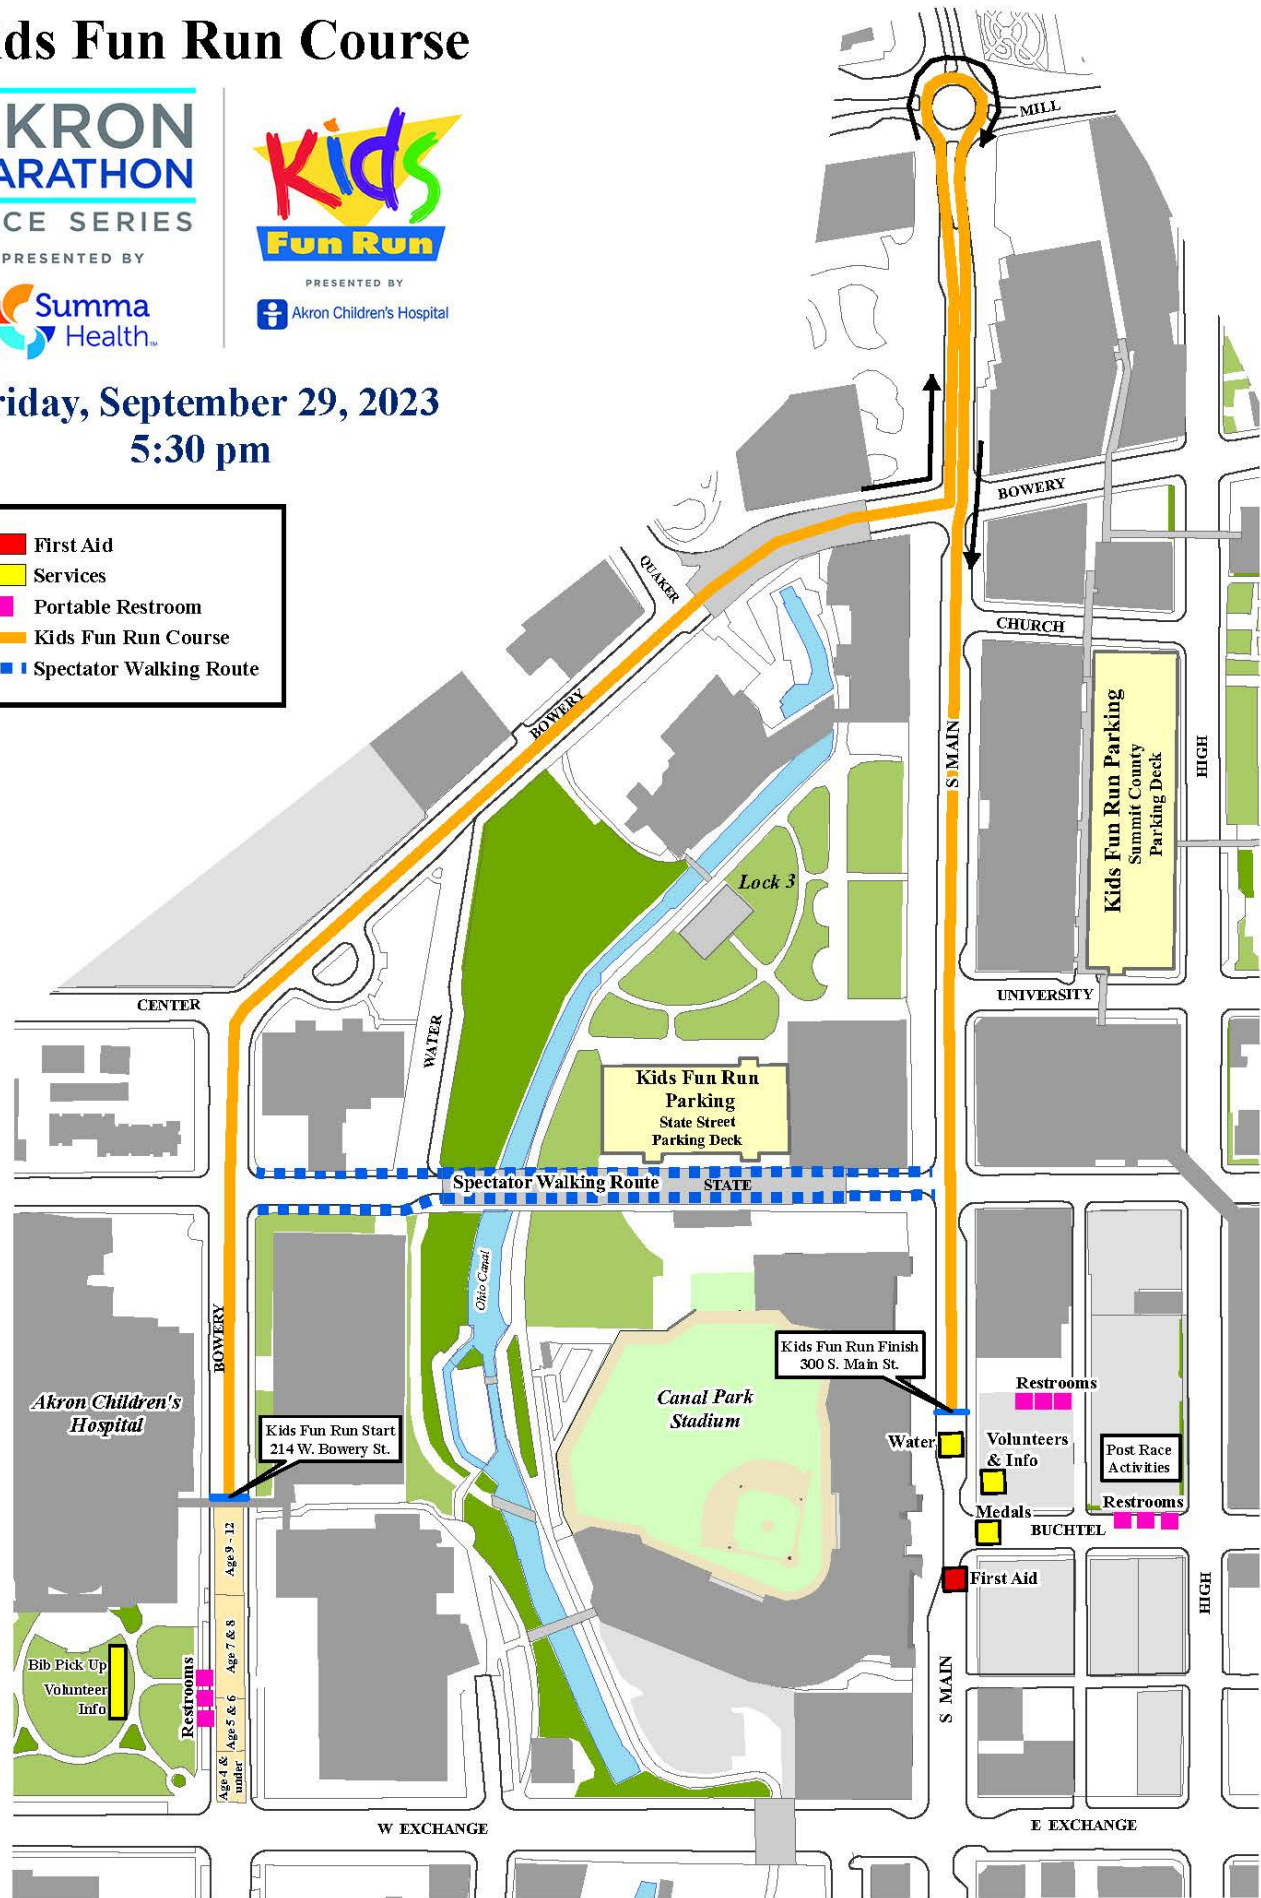 ds Fun Run Course
KRON
ARATHON
CE SERIES
PRESENTED BY
Summa
Health™
Kids
Fun Run
PRESENTED BY
Akron Children's Hospital
riday, September 29, 2023
5:30 pm
First Aid
Services
Portable Restroom
Kids Fun Run Course
Spectator Walking Route
MILL
BOWERY
QUAKER
CHURCH
BOWERY
S MAIN
HIGH
Kids Fun Run Parking
Summit County
Parking Deck
Lock 3
CENTER
UNIVERSITY
WATER
Kids Fun Run
Parking
State Street
Parking Deck
Spectator Walking Route
STATE
Ohio Canal
BOWERY
Kids Fun Run Finish
300 S. Main St.
Akron Children's
Hospital
Canal Park
Stadium
Restrooms
Kids Fun Run Start
214 W. Bowery St.
Water
Volunteers
& Info
Post Race
Activities
Restrooms
Medals
BUCHTEL
Age 9 - 12
First Aid
HIGH
Age 7 & 8
Bib Pick Up
Volunteer
Info
Restrooms
Age 5 & 6
S MAIN
Age 4 &
under
W EXCHANGE
E EXCHANGE